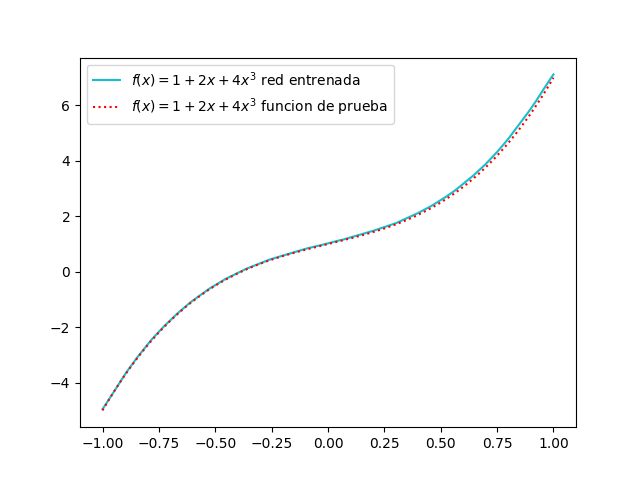 f(x) = 1 + 2x + 4x³ red entrenada
f(x) = 1 + 2x + 4x³ funcion de prueba
6
4
2
0
−2
−4
−1.00 −0.75 −0.50 −0.25 0.00 0.25 0.50 0.75 1.00